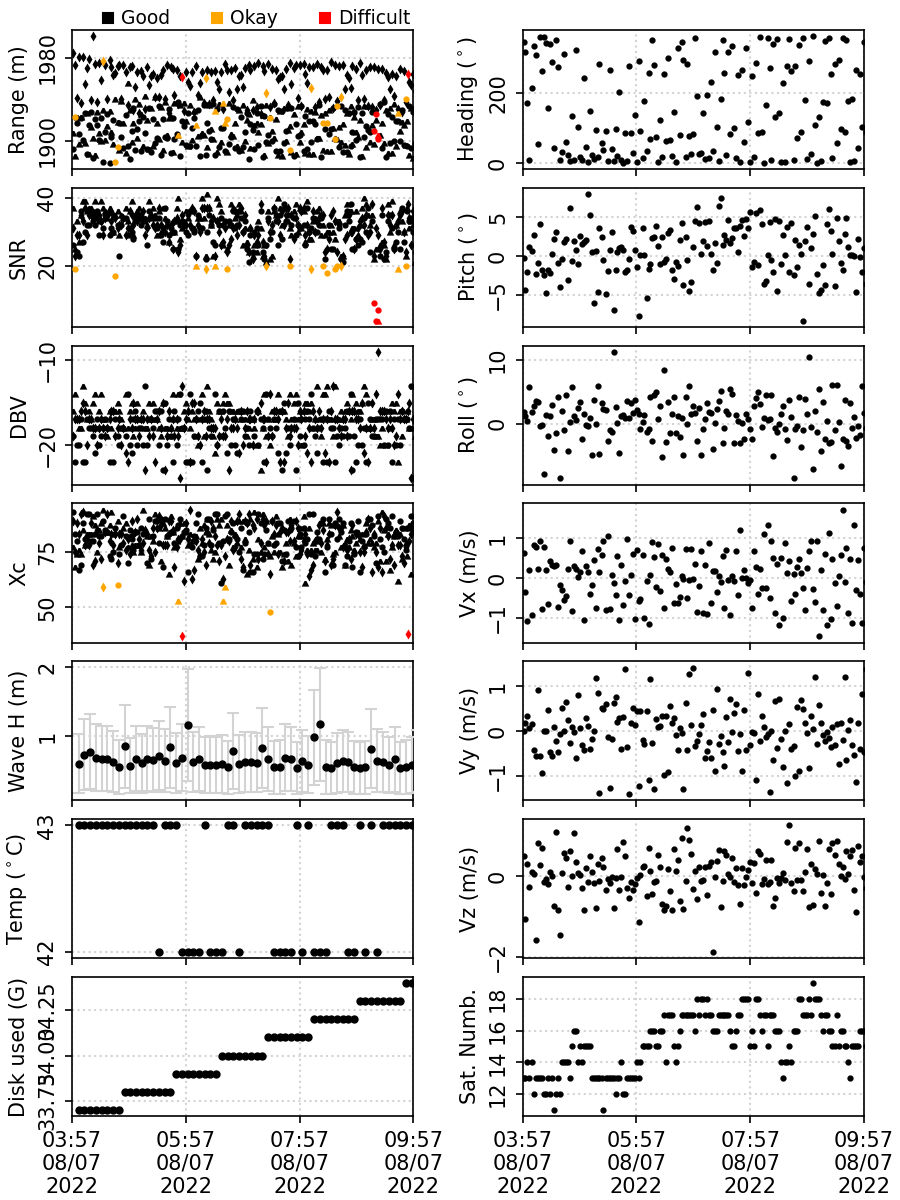 Good Okay Difficult
Range (m)
1980
1900
Heading (°)
200
0
SNR
40
20
Pitch (°)
5
0
−5
DBV
−10
−20
Roll (°)
10
0
Xc
75
50
Vx (m/s)
1
0
−1
Wave H (m)
2
1
Vy (m/s)
1
−1
Temp (°C)
43
42
Vz (m/s)
0
−2
Disk used (G)
34.25
34.00
33.75
Sat. Numb.
18
16
14
12
03:57 05:57 07:57 09:57
08/07 08/07 08/07 08/07
2022 2022 2022 2022
03:57 05:57 07:57 09:57
08/07 08/07 08/07 08/07
2022 2022 2022 2022